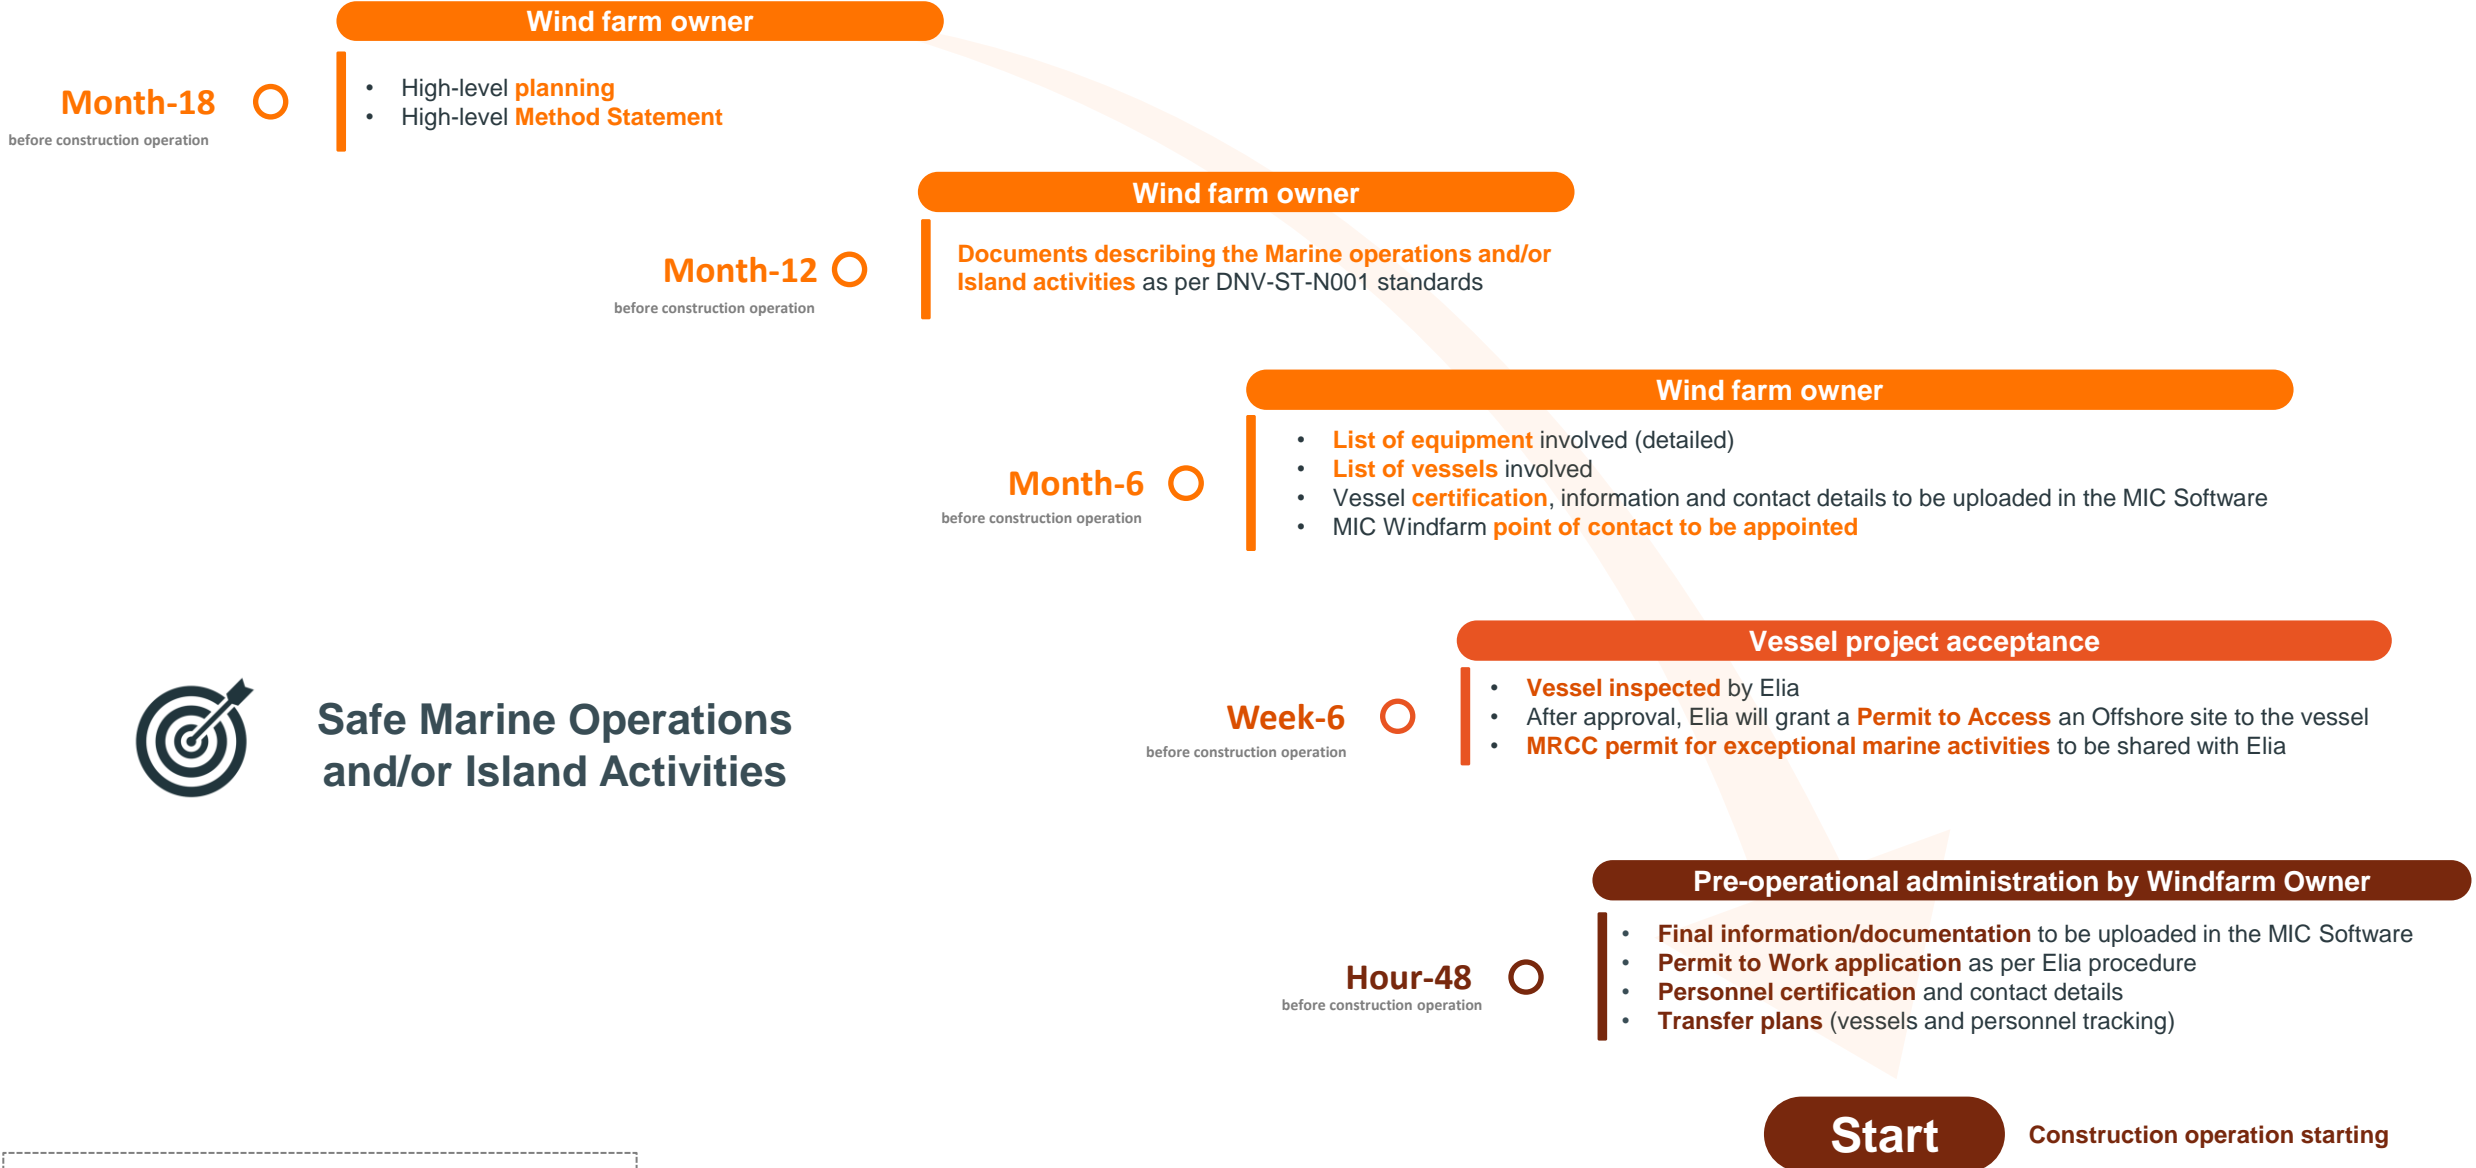 Wind farm owner
Month-18
before construction operation
• High-level planning
• High-level Method Statement
Wind farm owner
Month-12
before construction operation
Documents describing the Marine operations and/or
Island activities as per DNV-ST-N001 standards
Wind farm owner
Month-6
before construction operation
• List of equipment involved (detailed)
• List of vessels involved
• Vessel certification, information and contact details to be uploaded in the MIC Software
• MIC Windfarm point of contact to be appointed
Safe Marine Operations
and/or Island Activities
Vessel project acceptance
Week-6
before construction operation
• Vessel inspected by Elia
• After approval, Elia will grant a Permit to Access an Offshore site to the vessel
• MRCC permit for exceptional marine activities to be shared with Elia
Pre-operational administration by Windfarm Owner
Hour-48
before construction operation
• Final information/documentation to be uploaded in the MIC Software
• Permit to Work application as per Elia procedure
• Personnel certification and contact details
• Transfer plans (vessels and personnel tracking)
Start
Construction operation starting